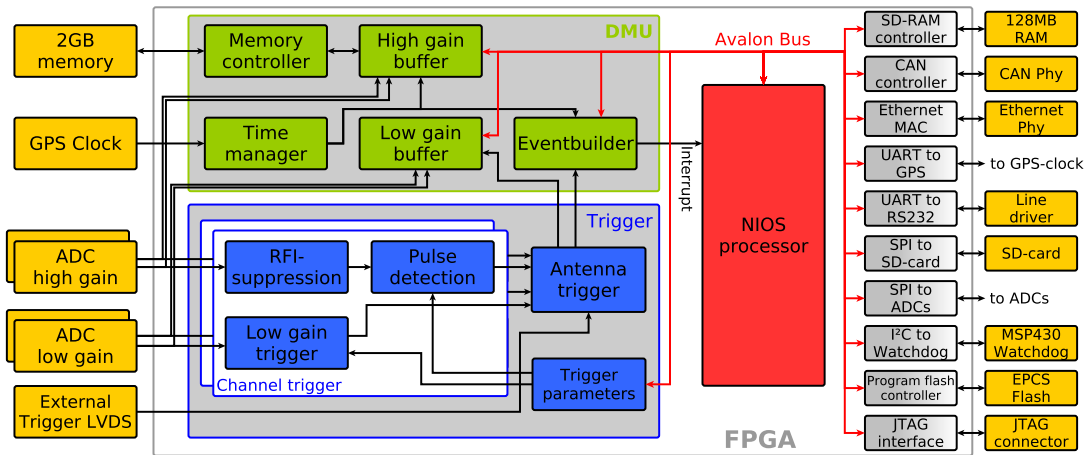 2GB
memory
GPS Clock
ADC
high gain
ADC
low gain
External
Trigger LVDS
DMU
Memory
controller
High gain
buffer
Time
manager
Low gain
buffer
Eventbuilder
Trigger
RFI-
suppression
Pulse
detection
Antenna
trigger
Low gain
trigger
Channel trigger
Trigger
parameters
Avalon Bus
Interrupt
NIOS
processor
FPGA
SD-RAM
controller
128MB
RAM
CAN
controller
CAN Phy
Ethernet
MAC
Ethernet
Phy
UART to
GPS
to GPS-clock
UART to
RS232
Line
driver
SPI to
SD-card
SD-card
SPI to
ADCs
to ADCs
I²C to
Watchdog
MSP430
Watchdog
Program flash
controller
EPCS
Flash
JTAG
interface
JTAG
connector